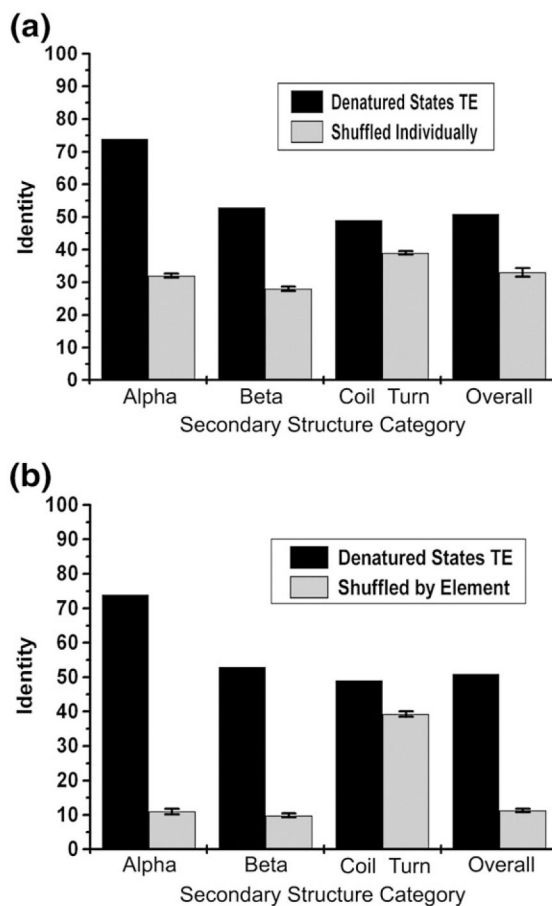 (a)
100
90
80
70
60
50
40
30
20
10
0
Identity
Denatured States TE
Shuffled Individually
Alpha Beta Coil Turn Overall
Secondary Structure Category
(b)
100
90
80
70
60
50
40
30
20
10
0
Identity
Denatured States TE
Shuffled by Element
Alpha Beta Coil Turn Overall
Secondary Structure Category